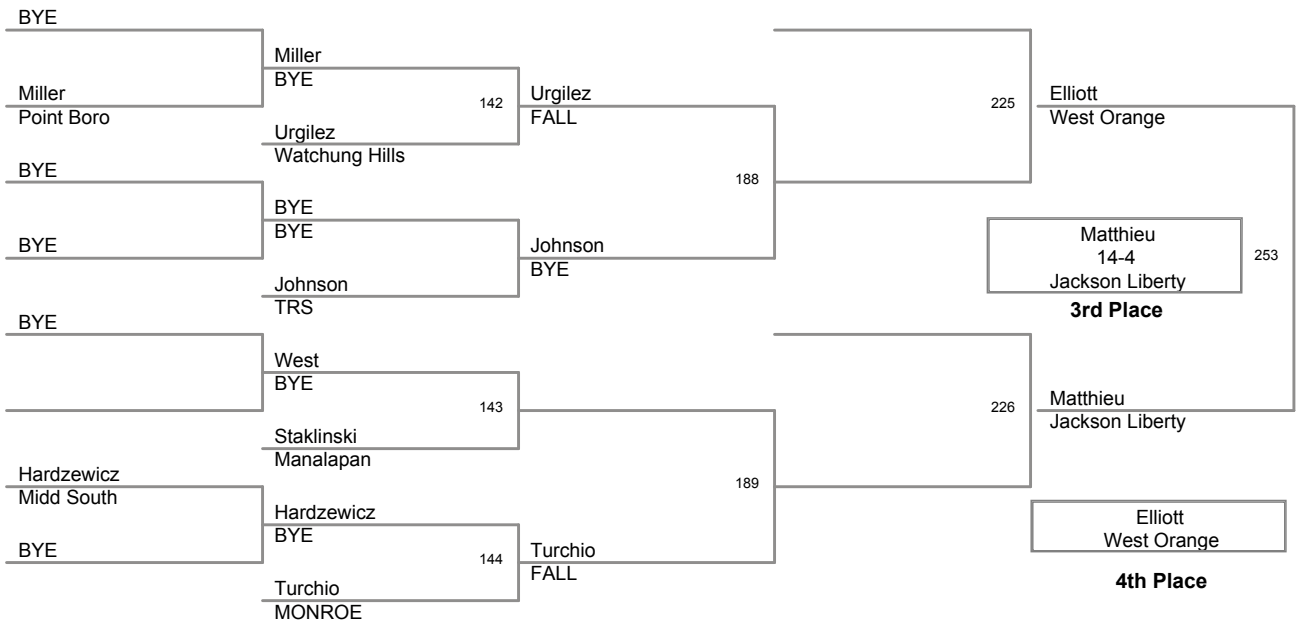 BYE
Miller
Point Boro
BYE
BYE
BYE
Hardzewicz
Midd South
BYE
Miller
BYE
142
Urgilez
Watchung Hills
BYE
BYE
Johnson
TRS
West
BYE
143
Staklinski
Manalapan
Hardzewicz
BYE
144
Turchio
MONROE
Urgilez
FALL
188
Johnson
BYE
189
Turchio
FALL
225
226
Elliott
West Orange
Matthieu
14-4
Jackson Liberty
253
3rd Place
Matthieu
Jackson Liberty
Elliott
West Orange
4th Place